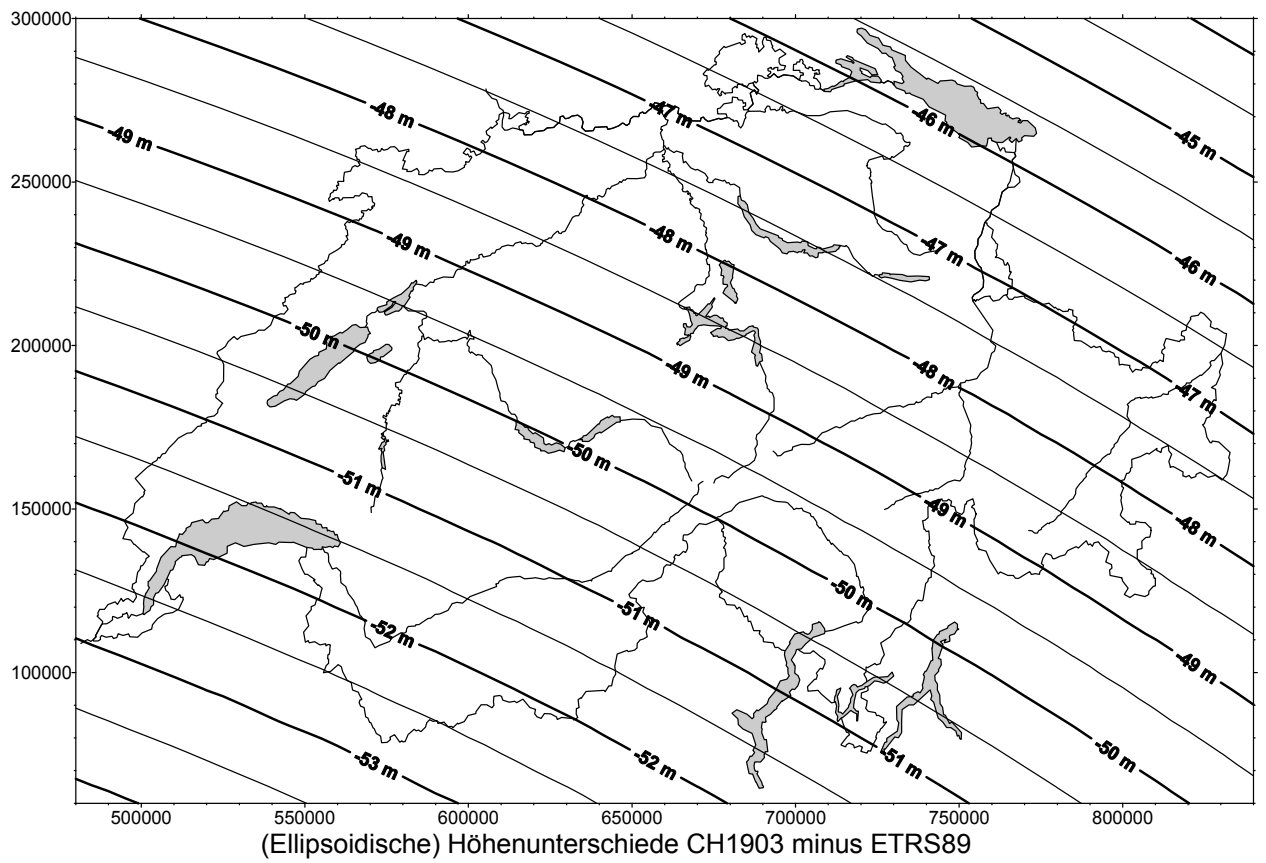 300000
250000
200000
150000
100000
-48 m
-47 m
-46 m
-45 m
-49 m
-49 m
-48 m
-47 m
-46 m
-50 m
-49 m
-48 m
-47 m
-51 m
-50 m
-49 m
-48 m
-52 m
-51 m
-50 m
-49 m
-53 m
-52 m
-51 m
-50 m
500000 550000 600000 650000 700000 750000 800000
(Ellipsoidische) Höhenunterschiede CH1903 minus ETRS89